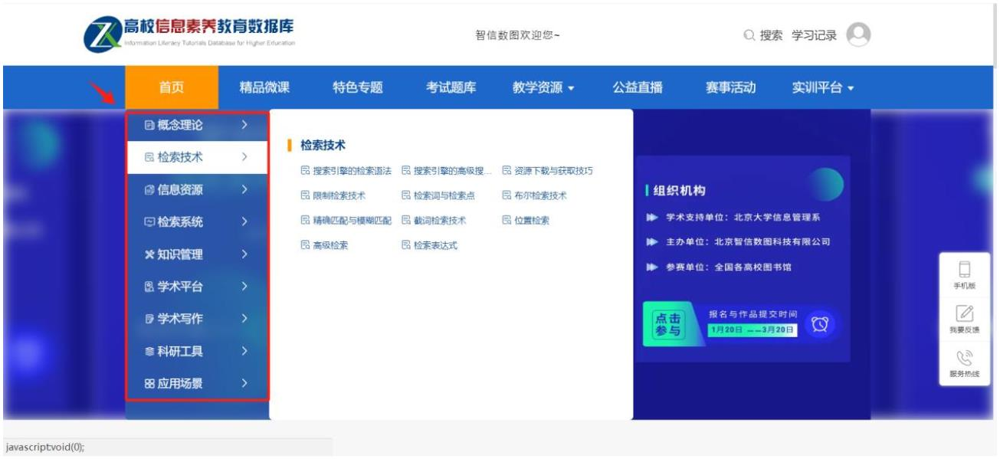 高校信息素养教育数据库
Information Literacy Tutorials Database for Higher Education
智信数图欢迎您~
搜索 学习记录
首页 精品微课 特色专题 考试题库 教学资源 公益直播 赛事活动 实训平台
概念理论
检索技术
信息资源
检索系统
知识管理
学术平台
学术写作
科研工具
应用场景
检索技术
搜索引擎的检索语法 搜索引擎的高级搜... 资源下载与获取技巧
限制检索技术 检索词与检索点 布尔检索技术
精确匹配与模糊匹配 截词检索技术 位置检索
高级检索 检索表达式
组织机构
学术支持单位：北京大学信息管理系
主办单位：北京智信数图科技有限公司
参赛单位：全国各高校图书馆
点击
参与
报名与作品提交时间
1月20日 ——3月20日
手机版
我要反馈
服务热线
javascript:void(0);